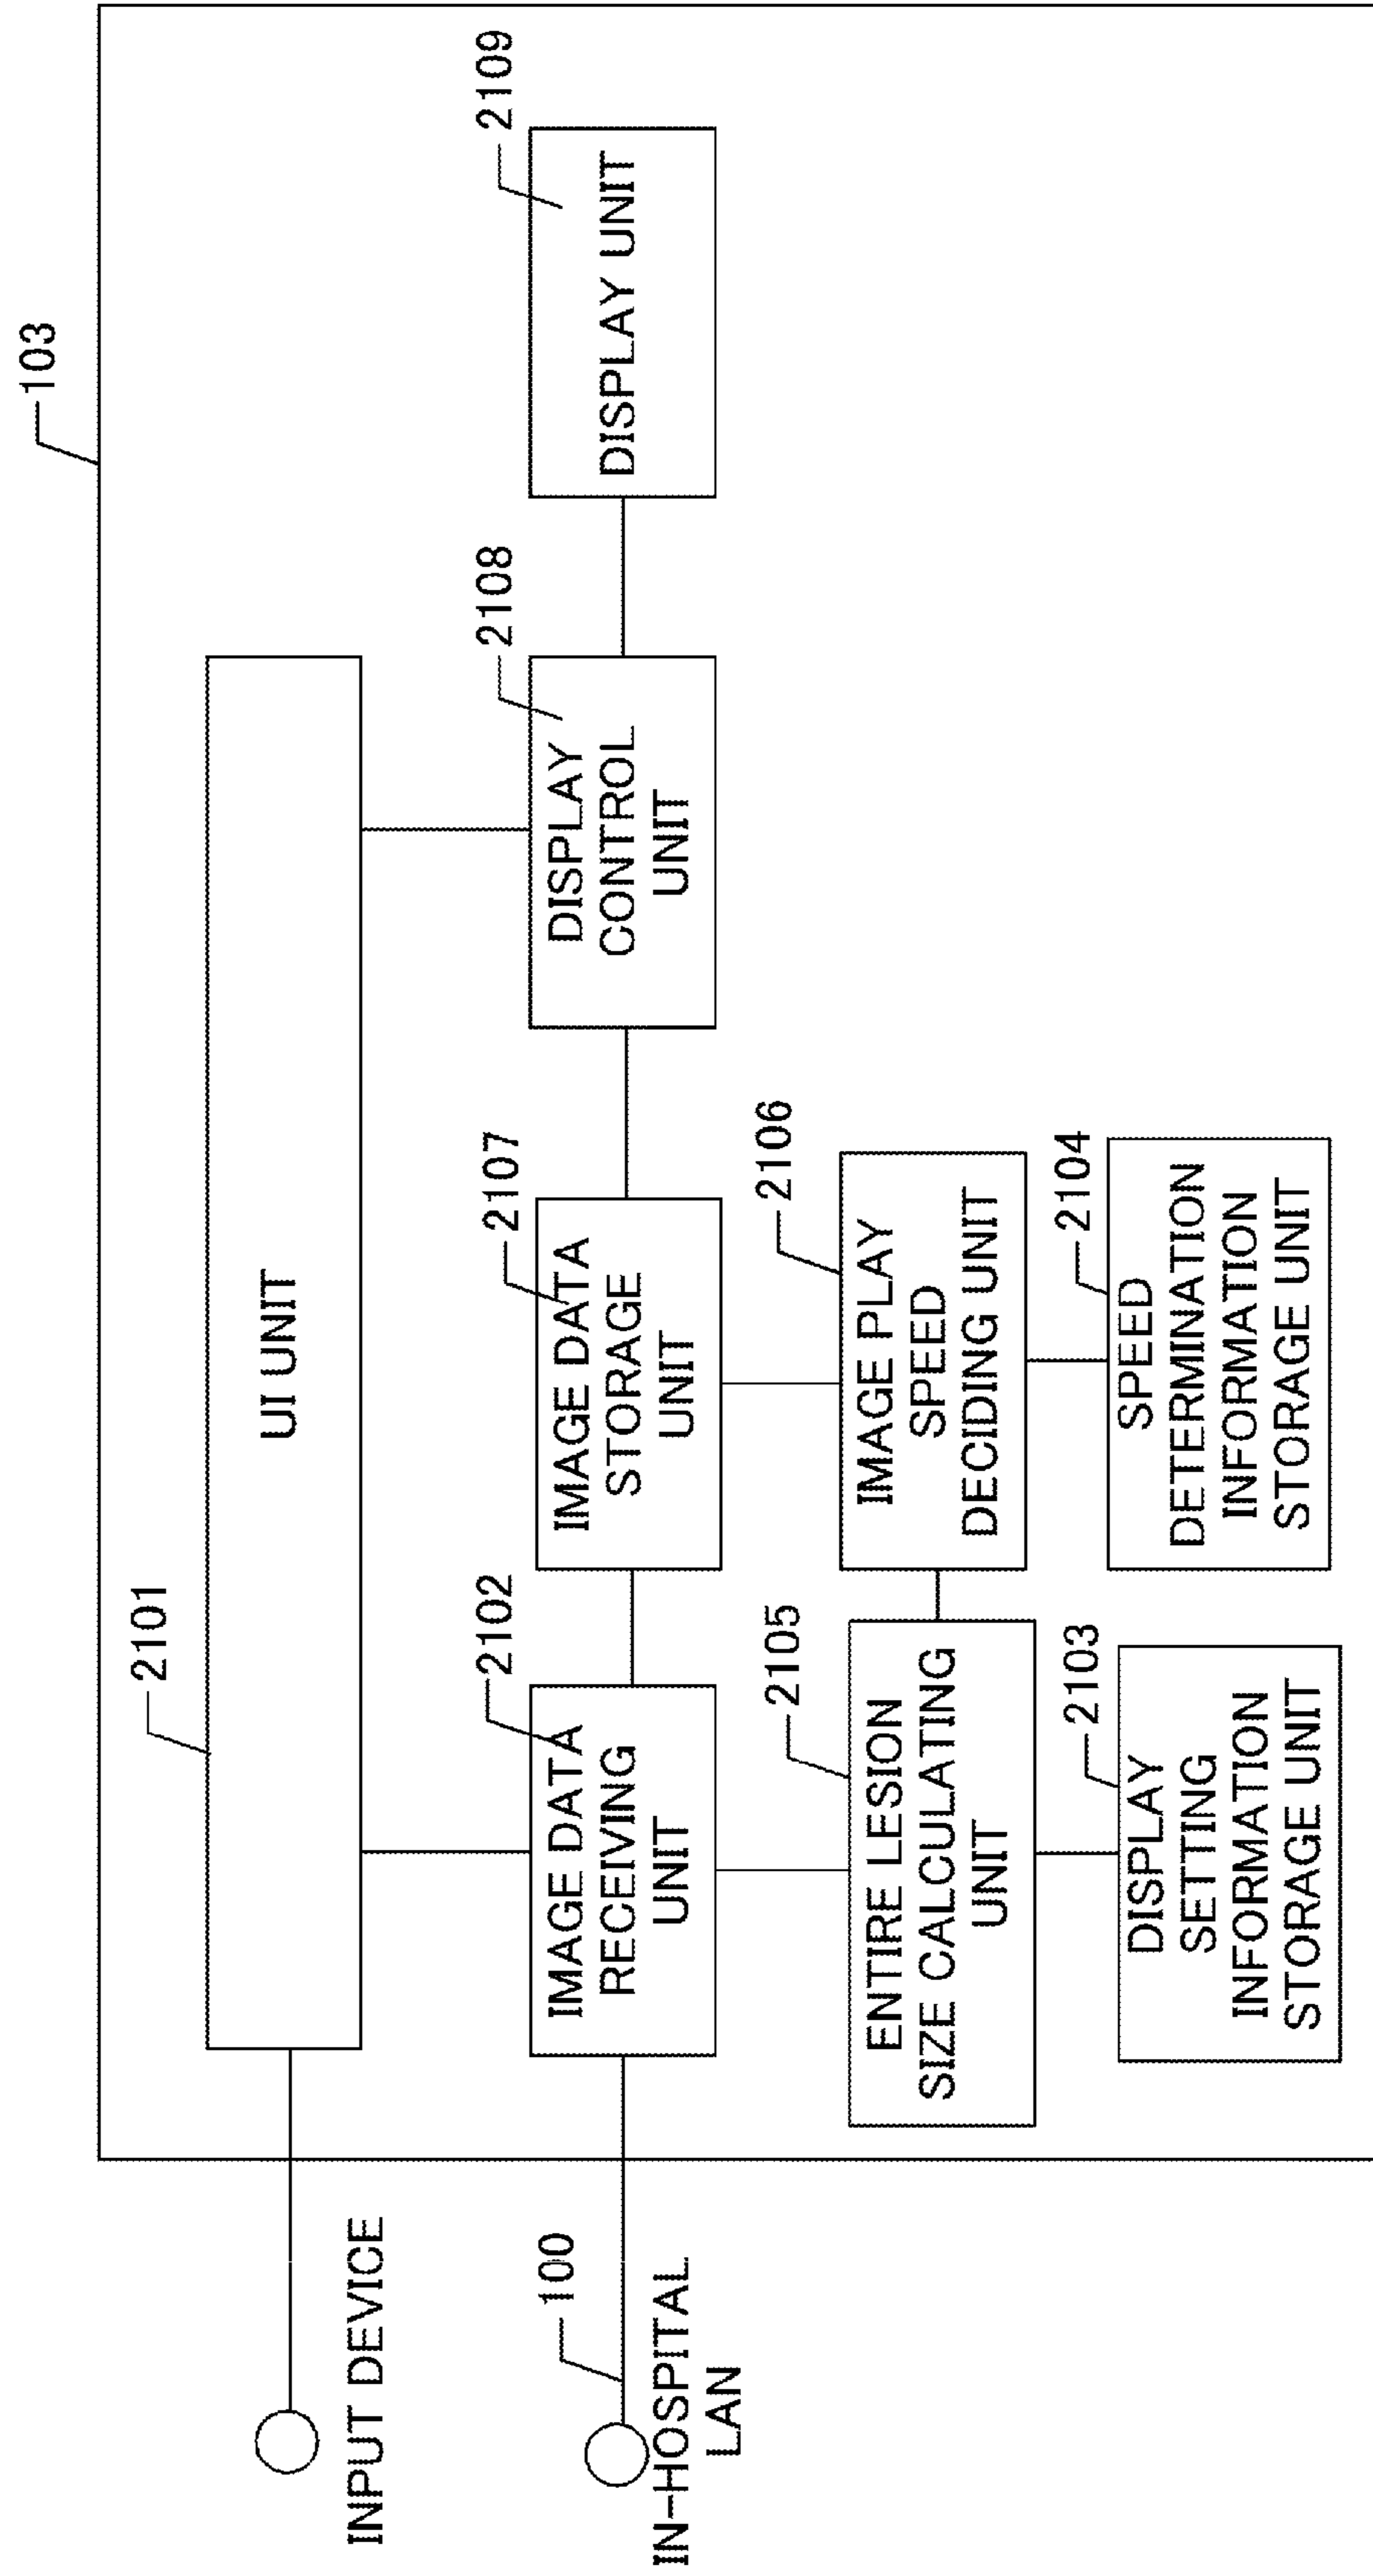 103
2101
UI UNIT
INPUT DEVICE
2102
IMAGE DATA
RECEIVING
UNIT
2107
IMAGE DATA
STORAGE
UNIT
2108
DISPLAY
CONTROL
UNIT
2109
DISPLAY UNIT
100
IN-HOSPITAL
LAN
2105
ENTIRE LESION
SIZE CALCULATING
UNIT
2106
IMAGE PLAY
SPEED
DECIDING UNIT
2103
DISPLAY
SETTING
INFORMATION
STORAGE UNIT
2104
SPEED
DETERMINATION
INFORMATION
STORAGE UNIT